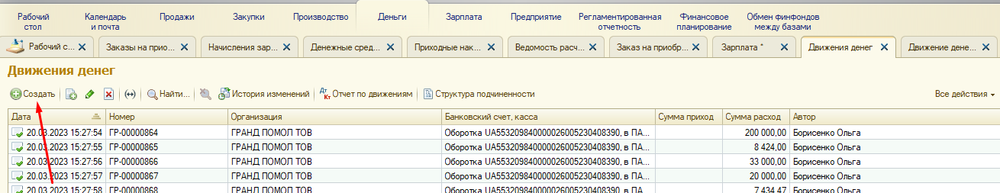 Рабочий стол
Календарь и почта
Продажи
Закупки
Производство
Деньги
Зарплата
Предприятие
Регламентированная отчетность
Финансовое планирование
Обмен финфондов между базами
Рабочий с...
Заказы на прио...
Начисления зар...
Денежные сред...
Приходные нак...
Ведомость расч...
Заказ на приобр...
Зарплата *
Движения денег
Движение дене...
Движения денег
Создать
Найти...
История изменений
Дт Кт Отчет по движениям
Структура подчиненности
Все действия
Дата Номер Организация Банковский счет, касса Сумма приход Сумма расход Автор
20.03.2023 15:27:54 ГР-00000864 ГРАНД ПОМОЛ ТОВ Оборотка UA553209840000026005230408390, в ПА... 200 000,00 Борисенко Ольга
20.03.2023 15:27:55 ГР-00000865 ГРАНД ПОМОЛ ТОВ Оборотка UA553209840000026005230408390, в ПА... 8 424,00 Борисенко Ольга
20.03.2023 15:27:56 ГР-00000866 ГРАНД ПОМОЛ ТОВ Оборотка UA553209840000026005230408390, в ПА... 33 000,00 Борисенко Ольга
20.03.2023 15:27:57 ГР-00000867 ГРАНД ПОМОЛ ТОВ Оборотка UA553209840000026005230408390, в ПА... 20 000,00 Борисенко Ольга
20.03.2023 15:27:58 ГР-00000868 ГРАНД ПОМОЛ ТОВ Оборотка UA553209840000026005230408390, в ПА... 7 434,47 Борисенко Ольга